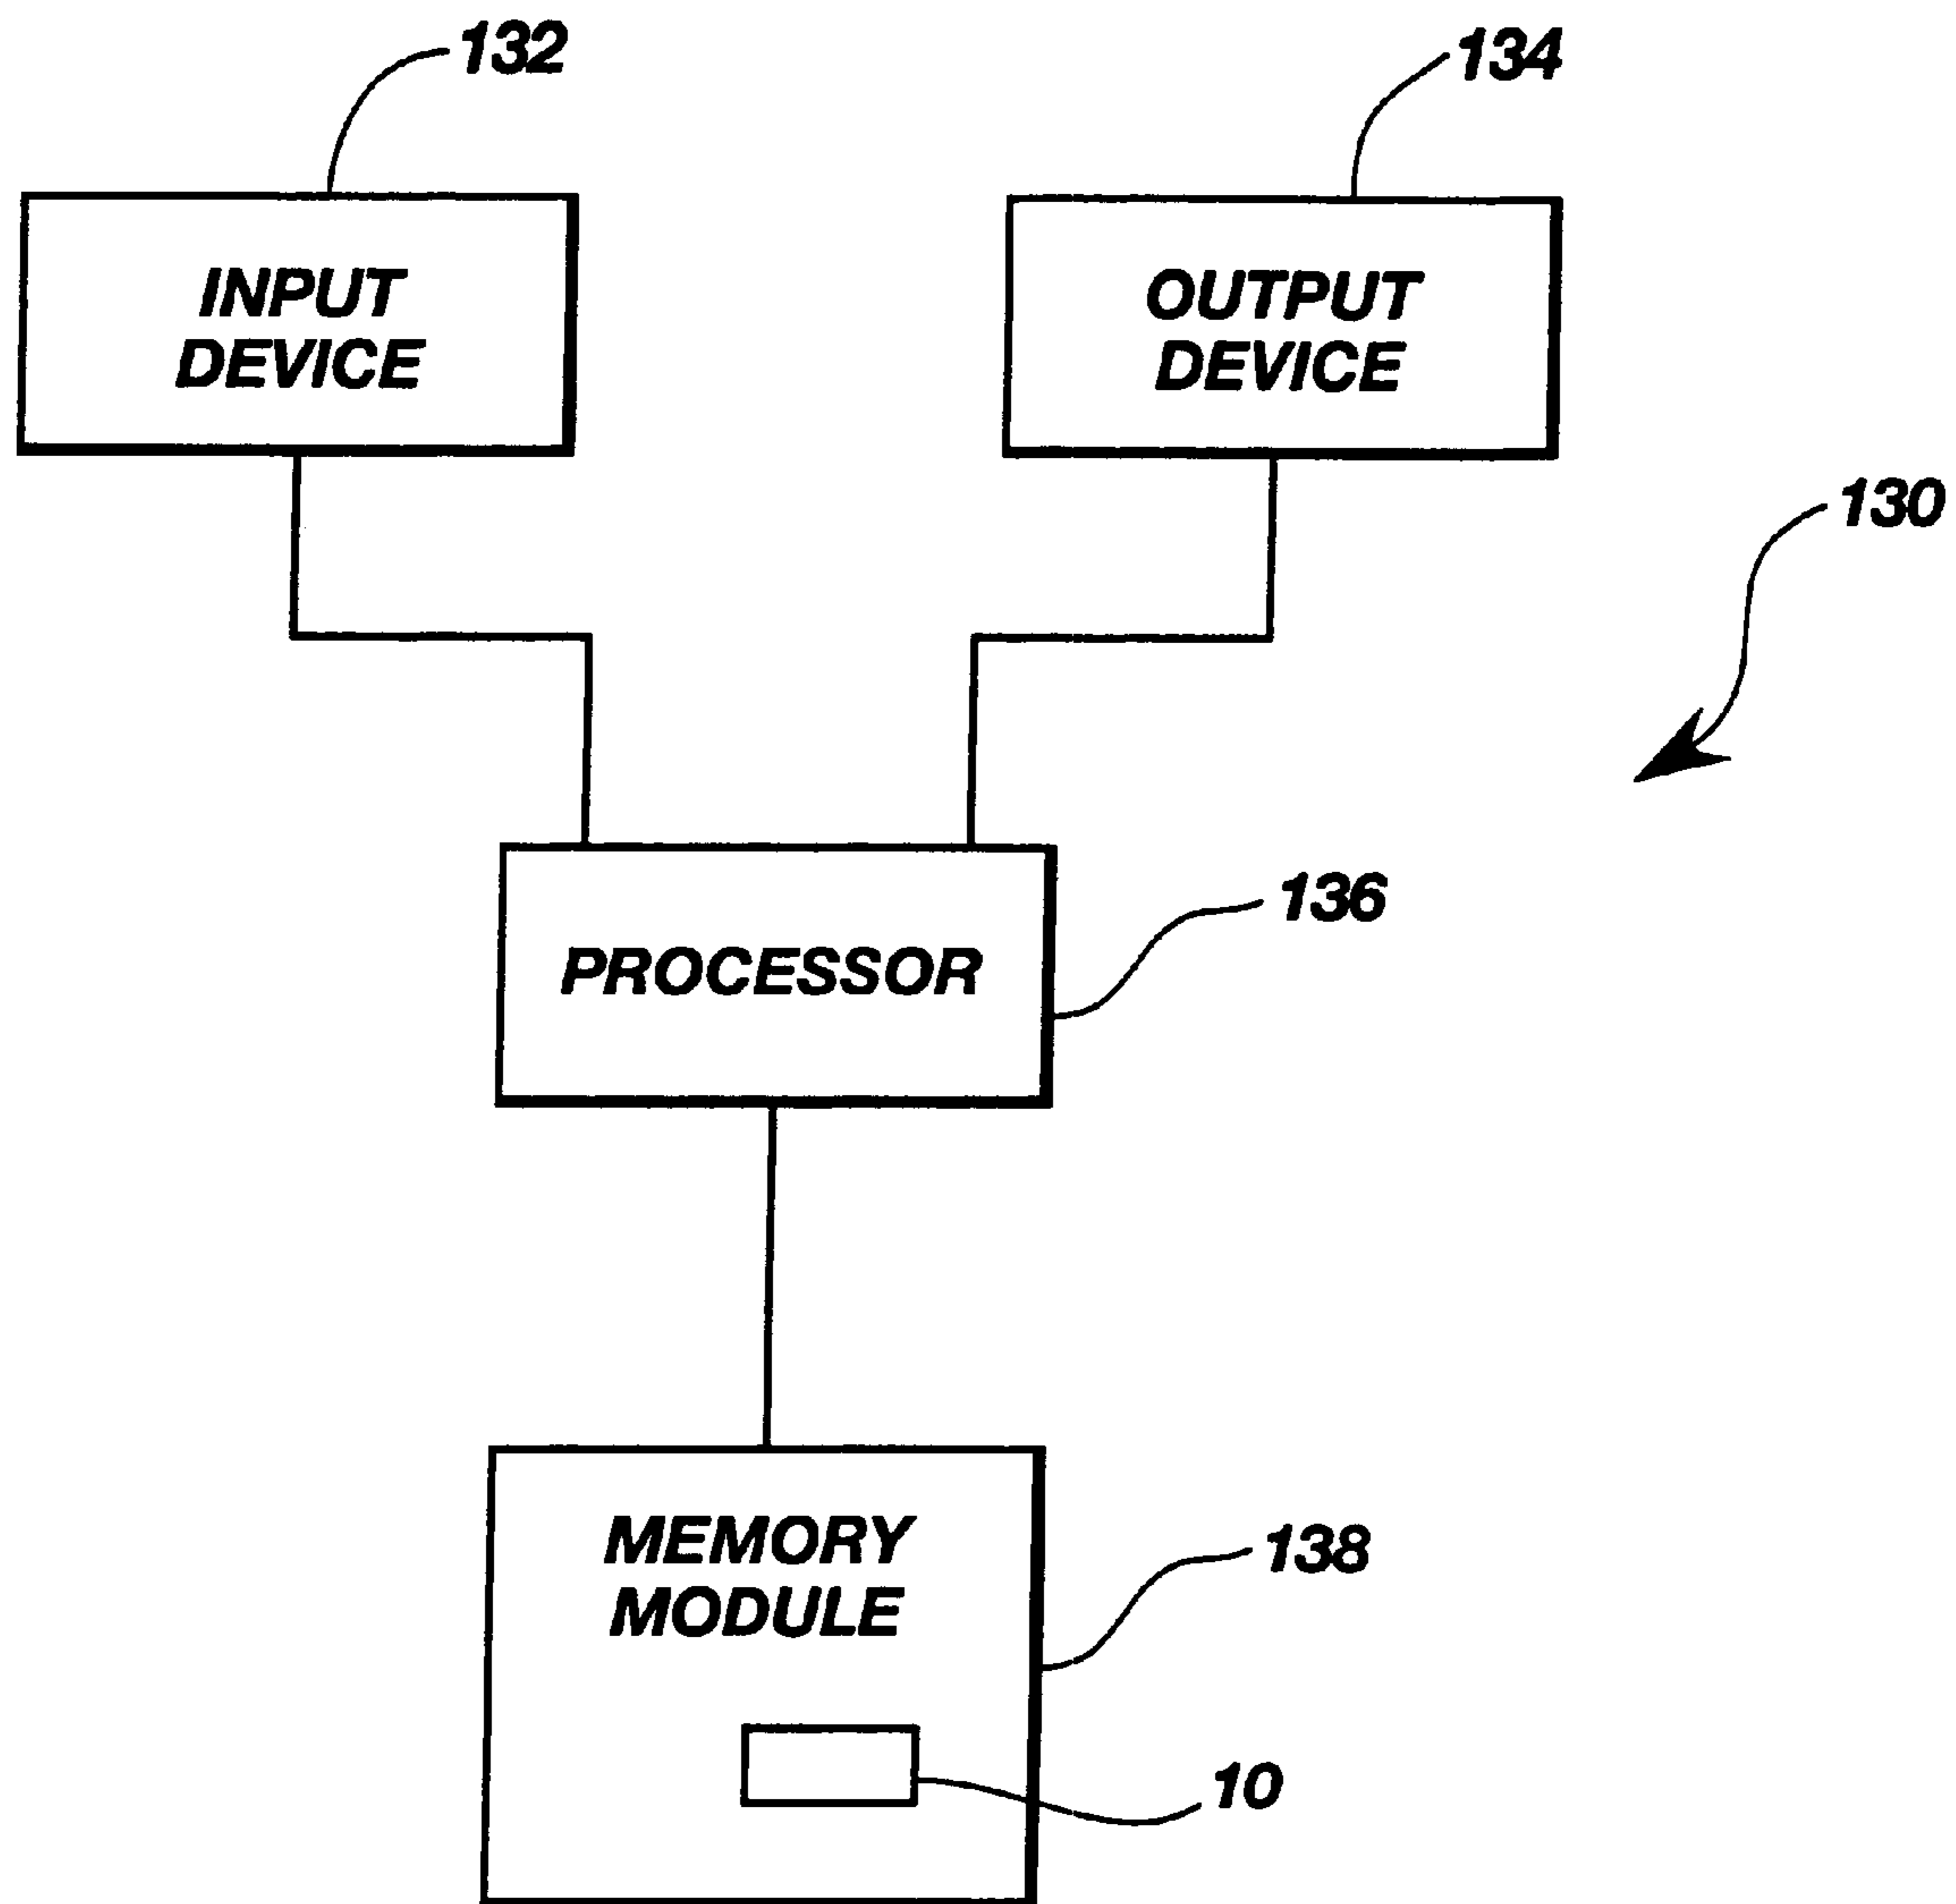 132
134
INPUT
DEVICE
OUTPUT
DEVICE
130
136
PROCESSOR
MEMORY
MODULE
138
10